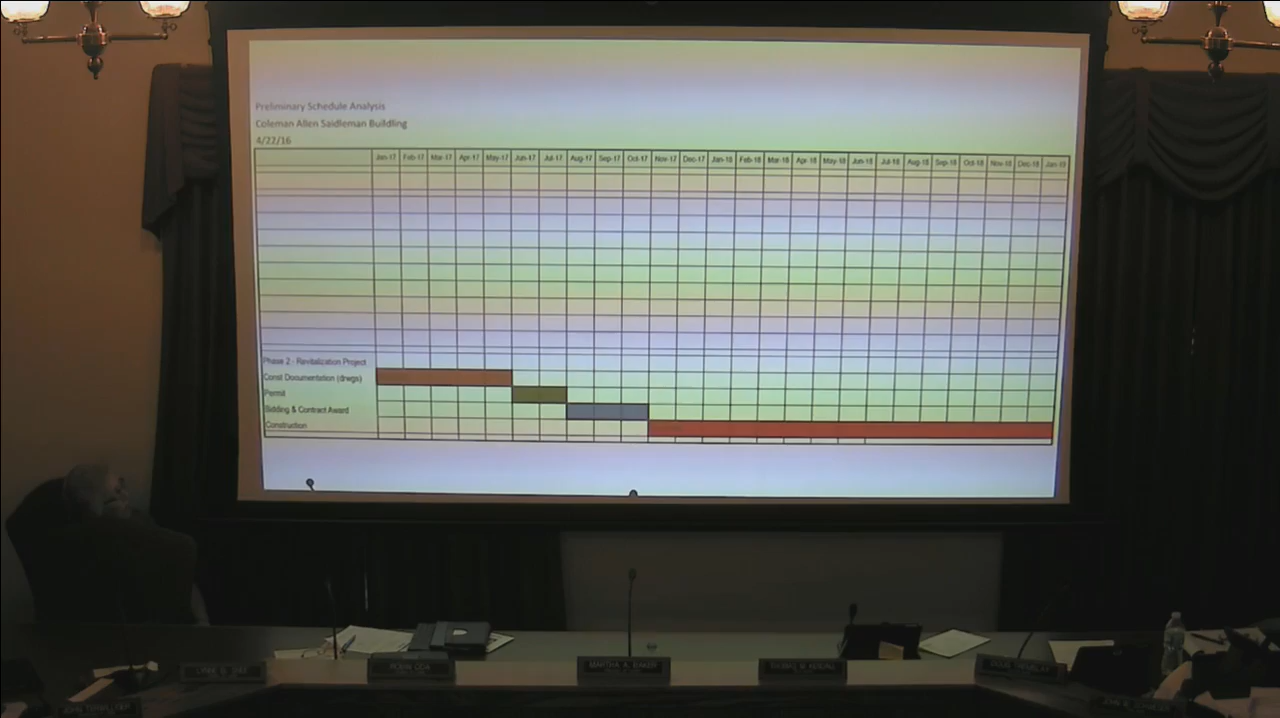 Preliminary Schedule Analysis
Coleman Allen Saidleman Buildling
4/22/16
Jan-17 Feb-17 Mar-17 Apr-17 May-17 Jun-17 Jul-17 Aug-17 Sep-17 Oct-17 Nov-17 Dec-17 Jan-18 Feb-18 Mar-18 Apr-18 May-18 Jun-18 Jul-18 Aug-18 Sep-18 Oct-18 Nov-18 Dec-18 Jan-19
Phase 2 - Revitalization Project
Const Documentation (drwgs)
Permit
Bidding & Contract Award
Construction
MARTHA A. BAKER